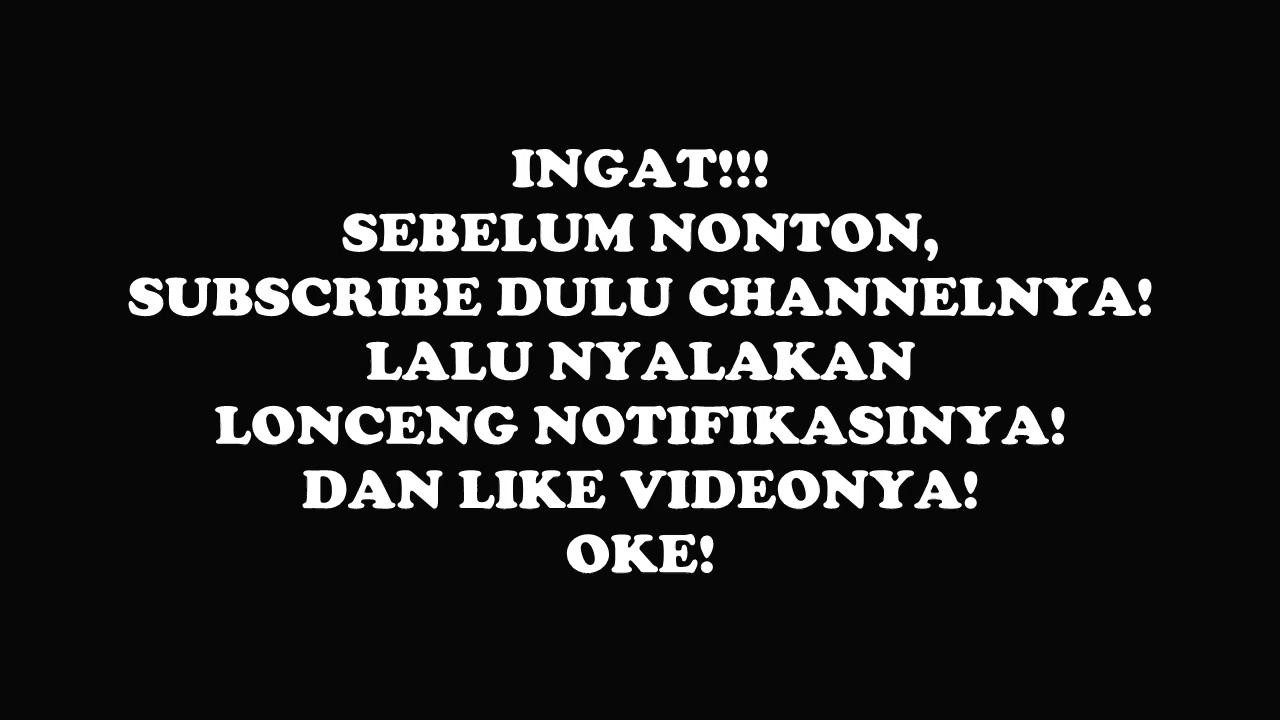 INGAT!!!
SEBELUM NONTON,
SUBSCRIBE DULU CHANNELNYA!
LALU NYALAKAN
LONCENG NOTIFIKASINYA!
DAN LIKE VIDEONYA!
OKE!